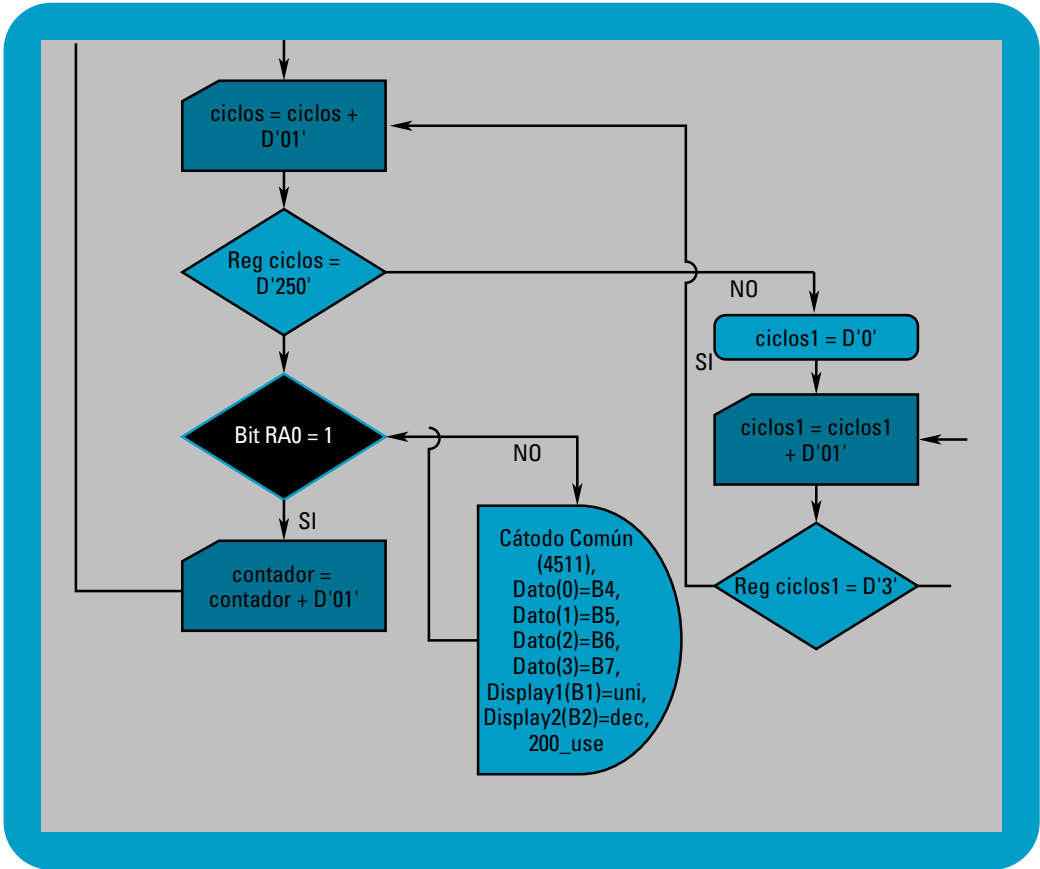 ciclos = ciclos +
D'01'
Reg ciclos =
D'250'
NO
ciclos1 = D'0'
SI
Bit RA0 = 1
NO
ciclos1 = ciclos1
+ D'01'
SI
contador =
contador + D'01'
Cátodo Común
(4511),
Dato(0)=B4,
Dato(1)=B5,
Dato(2)=B6,
Dato(3)=B7,
Display1(B1)=uni,
Display2(B2)=dec,
200_use
Reg ciclos1 = D'3'